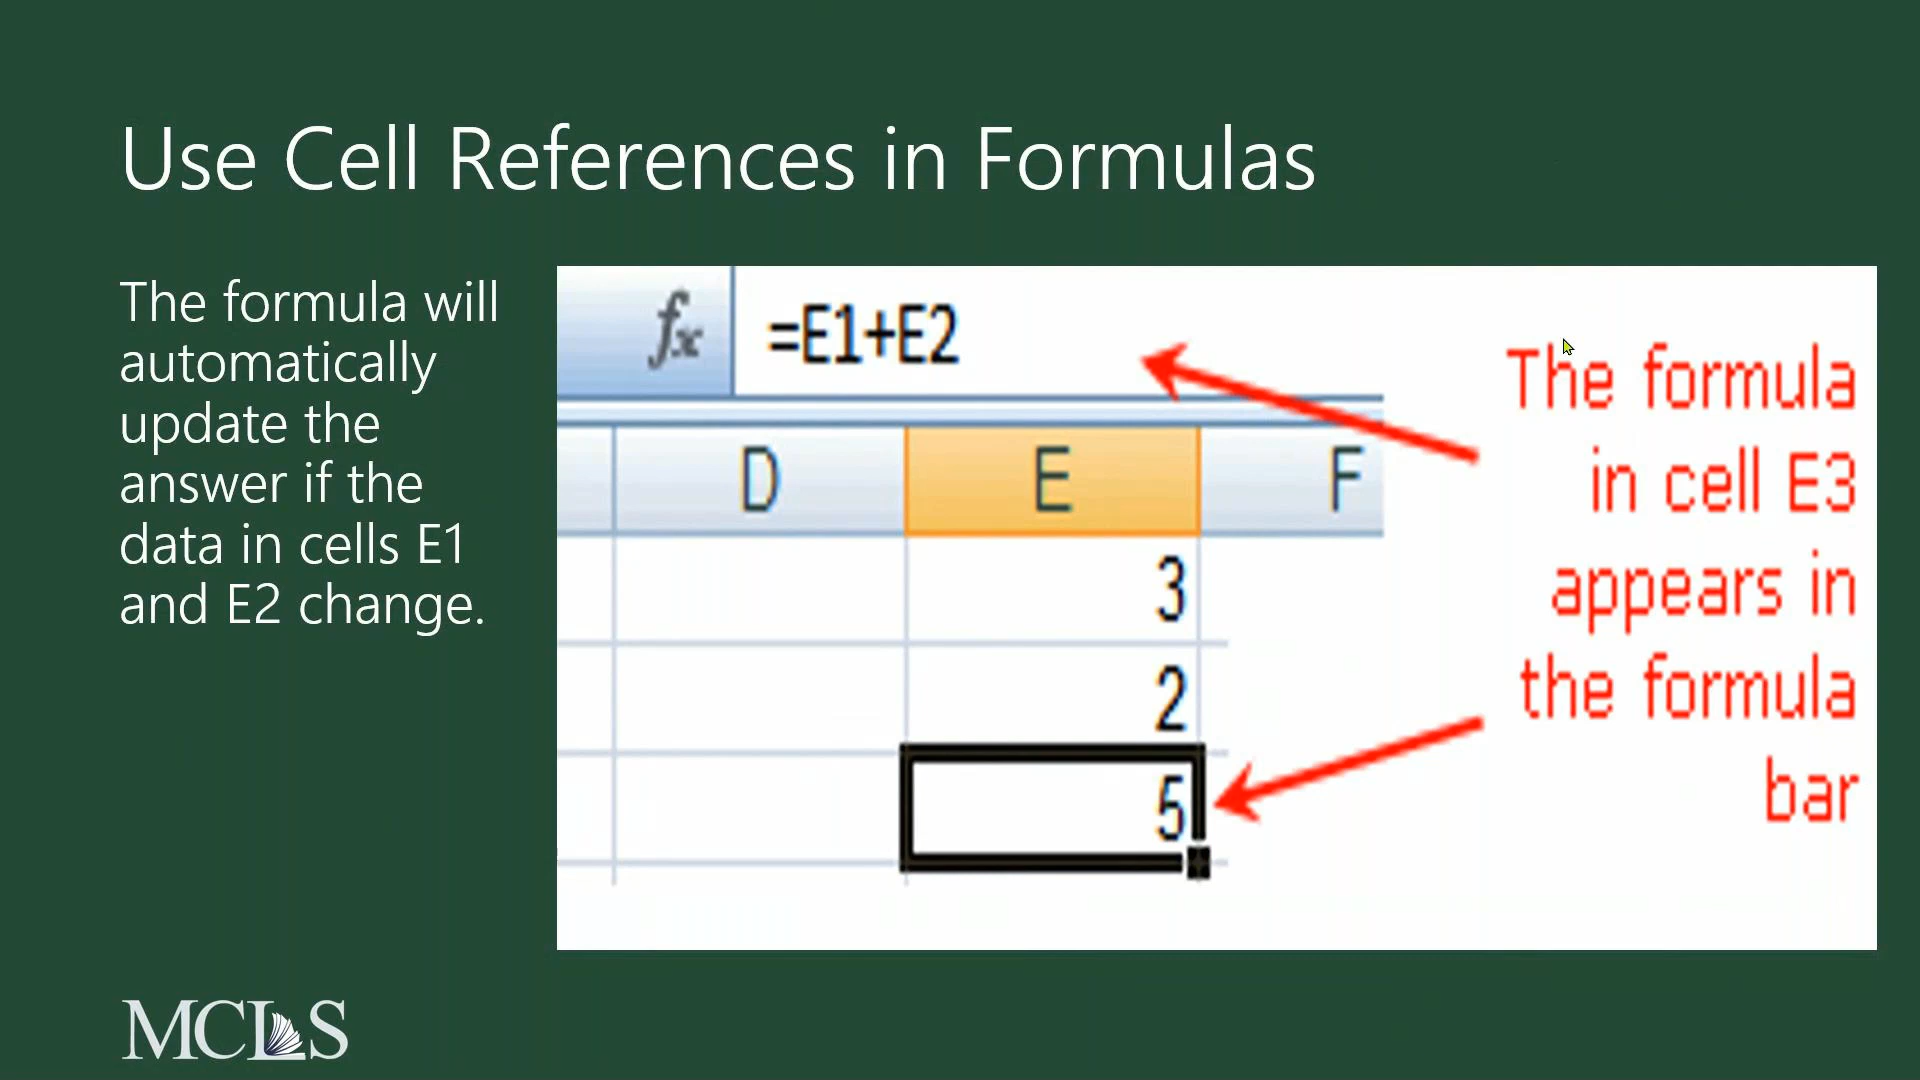 Use Cell References in Formulas
The formula will
automatically
update the
answer if the
data in cells E1
and E2 change.
fx =E1+E2
D E F
3
2
5
The formula
in cell E3
appears in
the formula
bar
MCLS